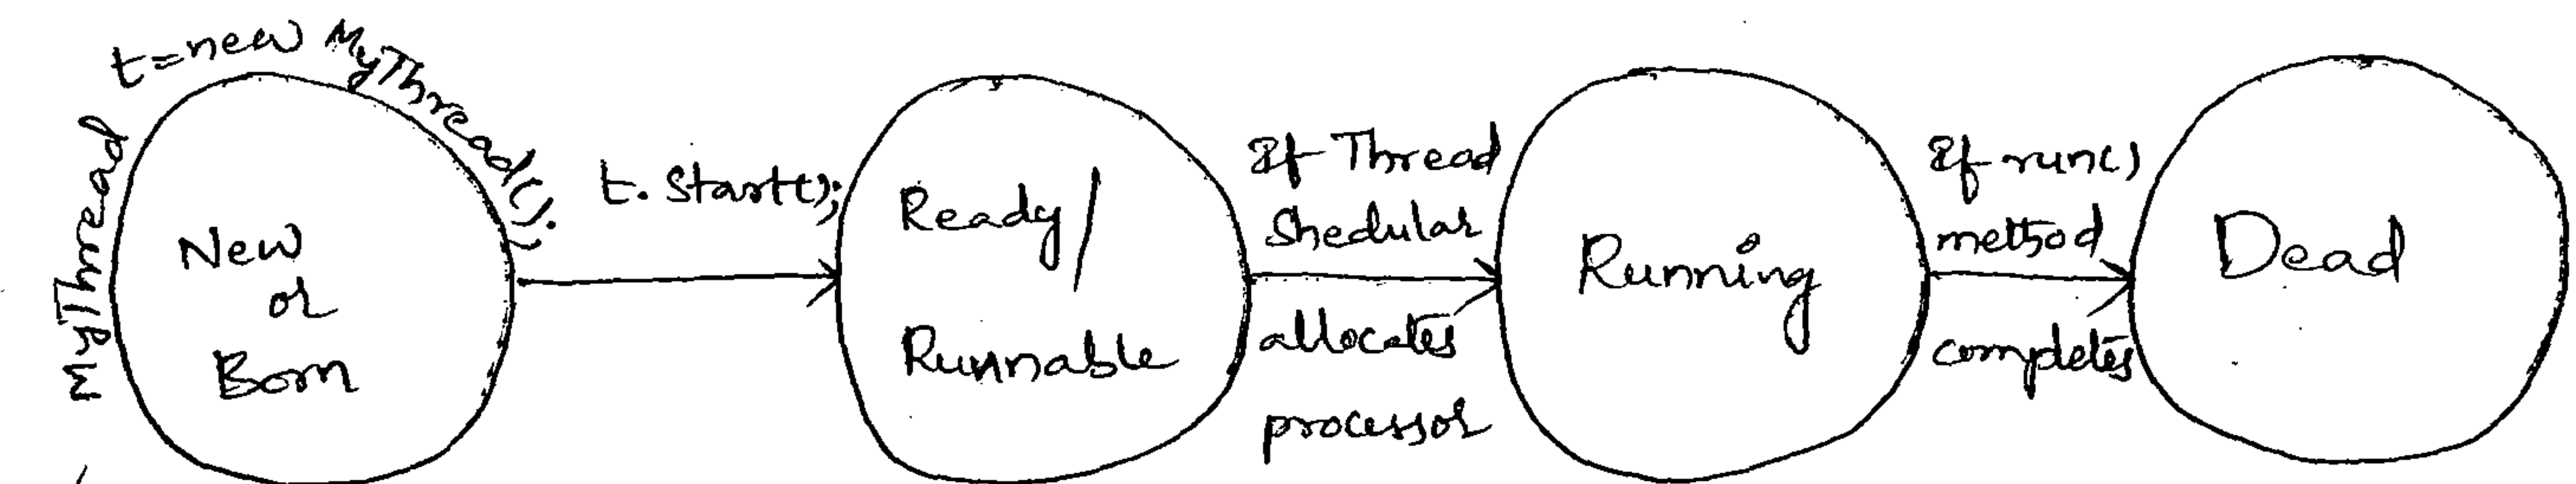 MyThread t=new MyThread();
New
or
Born
t.start();
Ready/
Runnable
If Thread
Shedular
allocates
processor
Running
If run()
method
completes
Dead